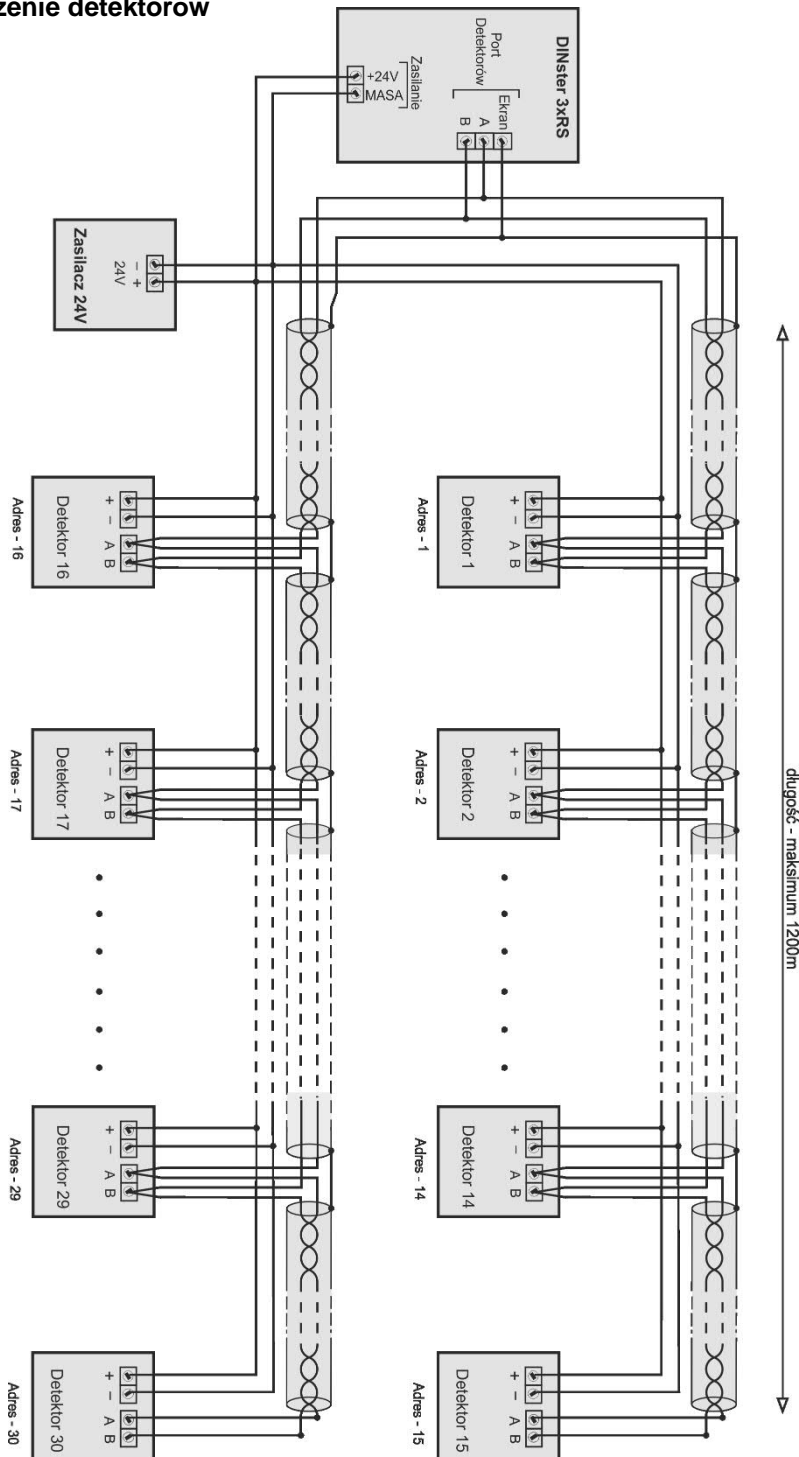 zenie detektorów
DINster 3xRS
Port
Detektorów
Ekran
A
B
Zasilanie
+24V
MASA
Zasilacz 24V
24V
– +
długość - maksimum 1200m
+ – A B
Detektor 1
Adres - 1
+ – A B
Detektor 2
Adres - 2
+ – A B
Detektor 14
Adres - 14
+ – A B
Detektor 15
Adres - 15
+ – A B
Detektor 16
Adres - 16
+ – A B
Detektor 17
Adres - 17
+ – A B
Detektor 29
Adres - 29
+ – A B
Detektor 30
Adres - 30